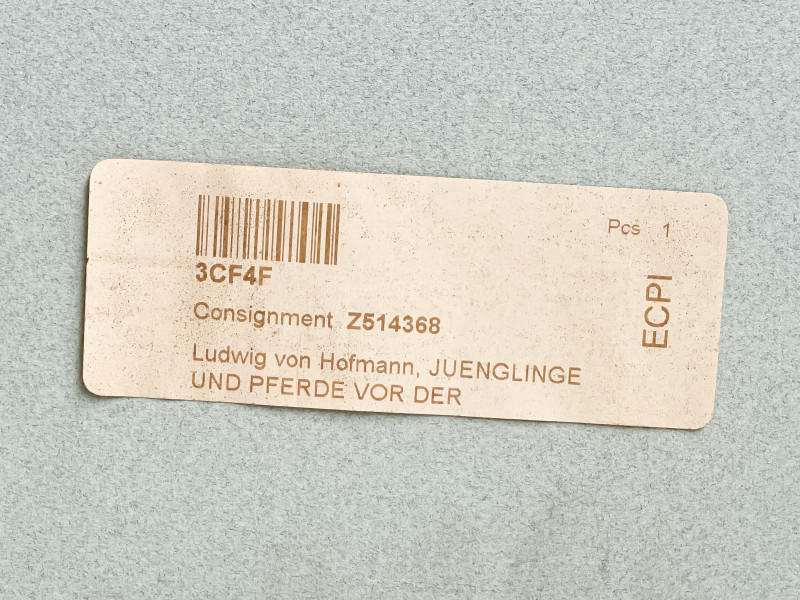 Pcs 1
3CF4F
ECPI
Consignment Z514368
Ludwig von Hofmann, JUENGLINGE
UND PFERDE VOR DER